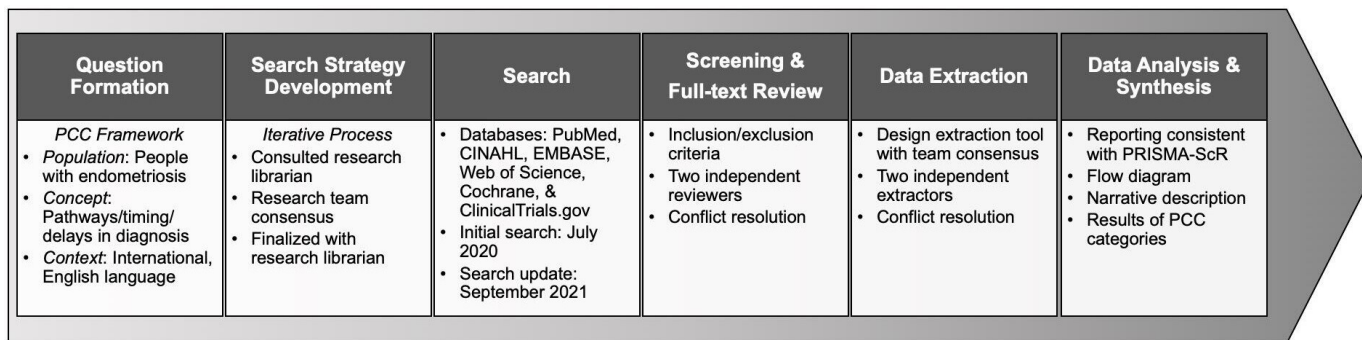 Question
Formation
PCC Framework
• Population: People
with endometriosis
• Concept:
Pathways/timing/
delays in diagnosis
• Context: International,
English language
Search Strategy
Development
Iterative Process
• Consulted research
librarian
• Research team
consensus
• Finalized with
research librarian
Search
• Databases: PubMed,
CINAHL, EMBASE,
Web of Science,
Cochrane, &
ClinicalTrials.gov
• Initial search: July
2020
• Search update:
September 2021
Screening &
Full-text Review
• Inclusion/exclusion
criteria
• Two independent
reviewers
• Conflict resolution
Data Extraction
• Design extraction tool
with team consensus
• Two independent
extractors
• Conflict resolution
Data Analysis &
Synthesis
• Reporting consistent
with PRISMA-ScR
• Flow diagram
• Narrative description
• Results of PCC
categories